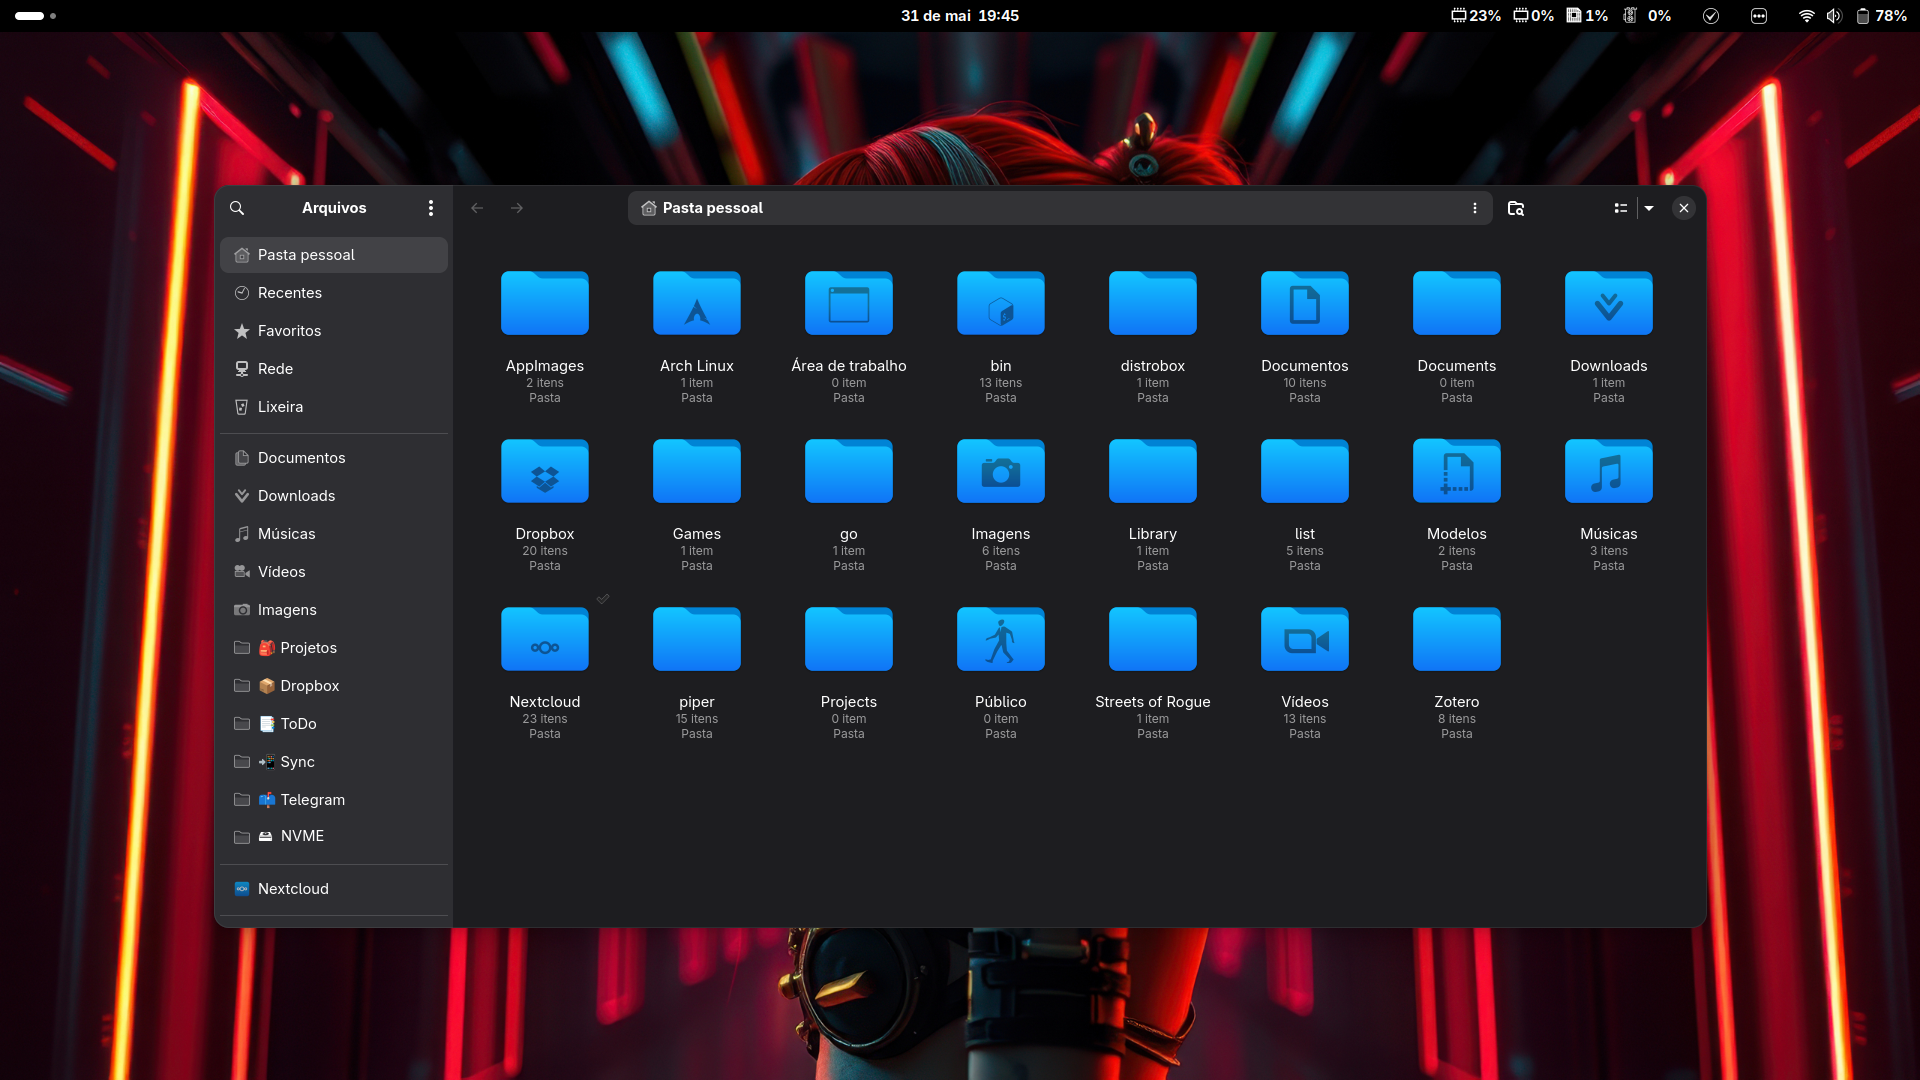 31 de mai 19:45
23% 0% 1% 0% 78%
Arquivos
Pasta pessoal
Pasta pessoal
Recentes
Favoritos
Rede
Lixeira
Documentos
Downloads
Músicas
Vídeos
Imagens
Projetos
Dropbox
ToDo
Sync
Telegram
NVME
Nextcloud
AppImages
2 itens
Pasta
Arch Linux
1 item
Pasta
Área de trabalho
0 item
Pasta
bin
13 itens
Pasta
distrobox
1 item
Pasta
Documentos
10 itens
Pasta
Documents
0 item
Pasta
Downloads
1 item
Pasta
Dropbox
20 itens
Pasta
Games
1 item
Pasta
go
1 item
Pasta
Imagens
6 itens
Pasta
Library
1 item
Pasta
list
5 itens
Pasta
Modelos
2 itens
Pasta
Músicas
3 itens
Pasta
Nextcloud
23 itens
Pasta
piper
15 itens
Pasta
Projects
0 item
Pasta
Público
0 item
Pasta
Streets of Rogue
1 item
Pasta
Vídeos
13 itens
Pasta
Zotero
8 itens
Pasta